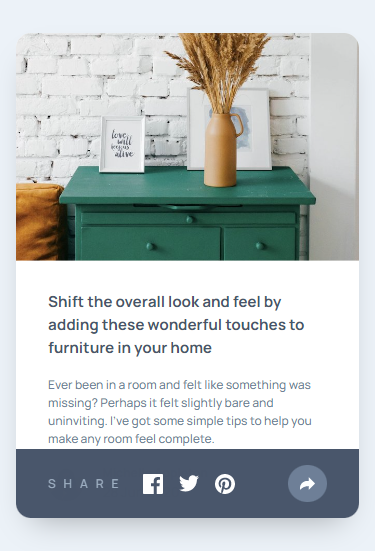 love
will
keep us
alive
Shift the overall look and feel by
adding these wonderful touches to
furniture in your home
Ever been in a room and felt like something was
missing? Perhaps it felt slightly bare and
uninviting. I've got some simple tips to help you
make any room feel complete.
SHARE